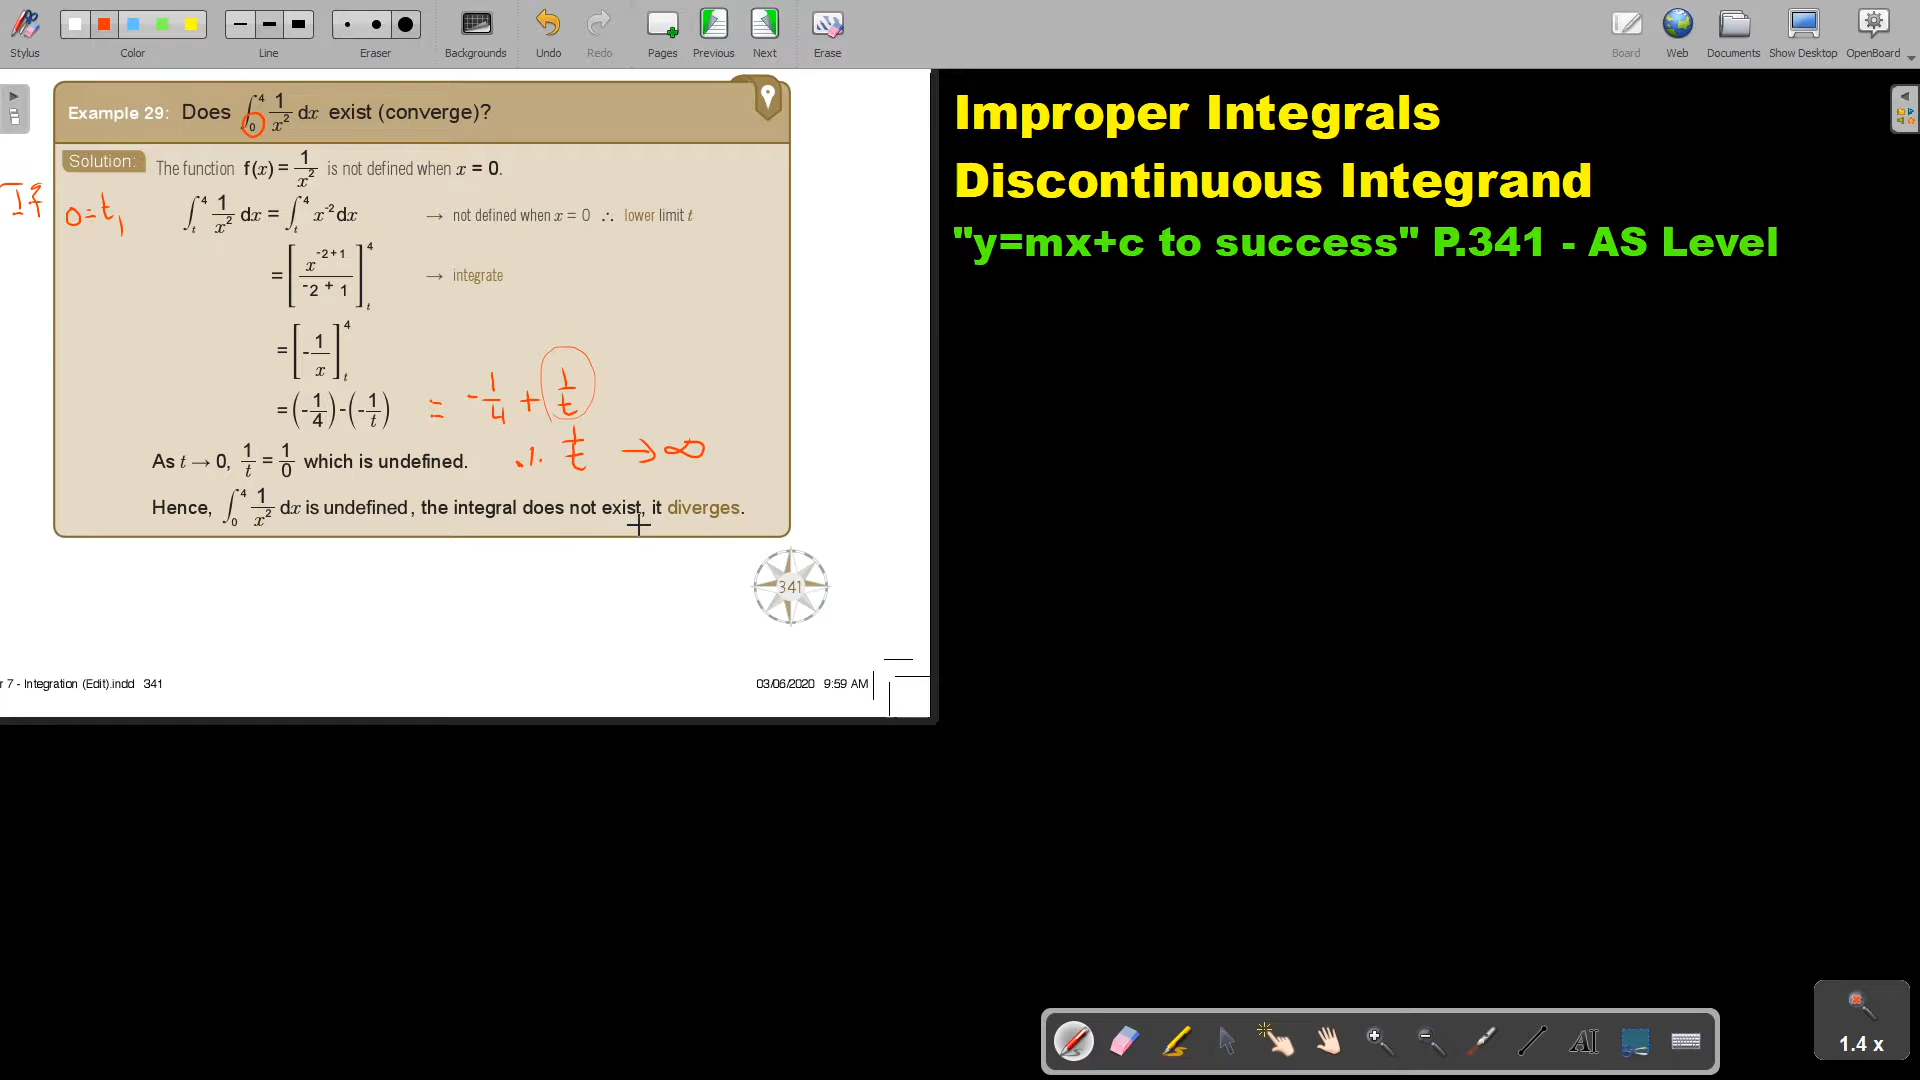 Stylus Color Line Eraser Backgrounds Undo Redo Pages Previous Next Erase Board Web Documents Show Desktop OpenBoard
Example 29: Does ∫₀⁴ 1/x² dx exist (converge)?
Solution: The function f(x) = 1/x² is not defined when x = 0.
If 0=t, ∫ₜ⁴ 1/x² dx = ∫ₜ⁴ x⁻² dx → not defined when x = 0 ∴ lower limit t
= [x⁻²⁺¹/(-2 + 1)]ₜ⁴ → integrate
= [-1/x]ₜ⁴
= (-1/4) - (-1/t) = -1/4 + 1/t
As t → 0, 1/t = 1/0 which is undefined. ∴ 1/t → ∞
Hence, ∫₀⁴ 1/x² dx is undefined, the integral does not exist, it diverges.
341
r 7 - Integration (Edit).indd 341
03/06/2020 9:59 AM
Improper Integrals
Discontinuous Integrand
"y=mx+c to success" P.341 - AS Level
AI
1.4 x